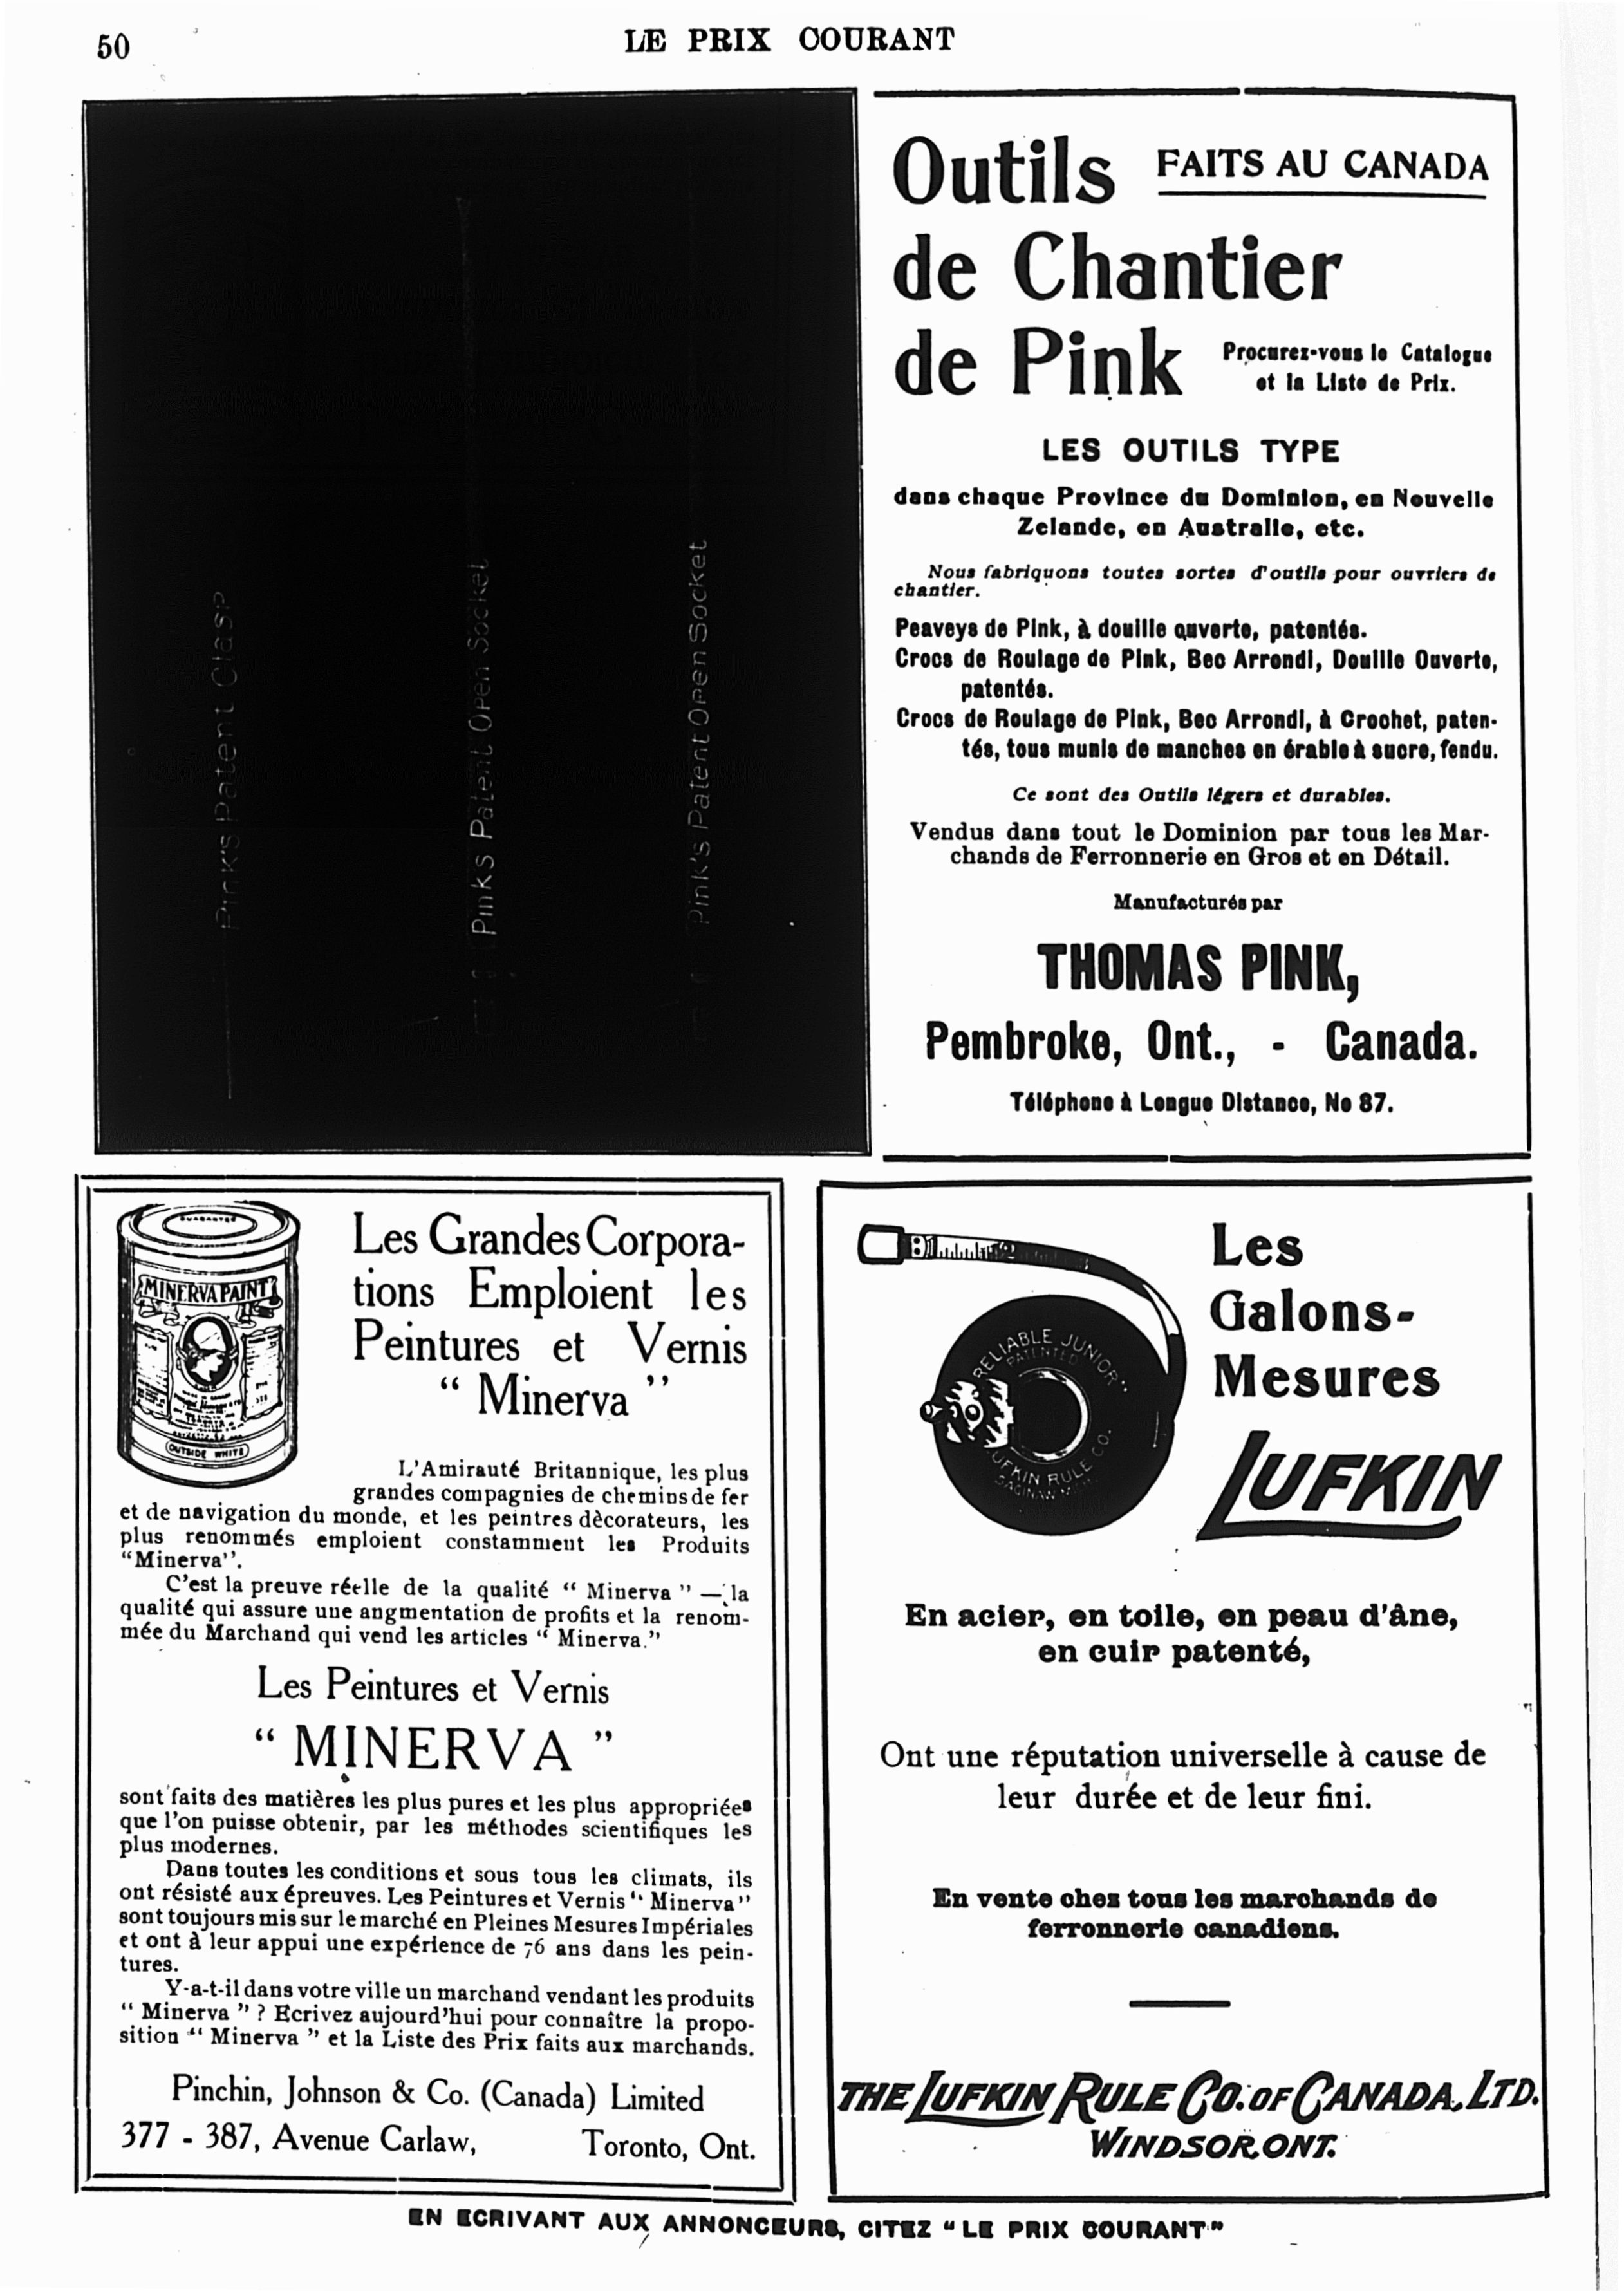 50
LE PRIX COURANT
Pink's Patent Clasp
Pinks Patent Open Socket
Pink's Patent Open Socket
Outils FAITS AU CANADA
de Chantier
de Pink Procurez-vous le Catalogue
et la Liste de Prix.
LES OUTILS TYPE
dans chaque Province du Dominion, en Nouvelle
Zelande, en Australie, etc.
Nous fabriquons toutes sortes d'outils pour ouvriers de
chantier.
Peaveys de Pink, à douille ouverte, patentés.
Crocs de Roulage de Pink, Bec Arrondi, Douille Ouverte,
patentés.
Crocs de Roulage de Pink, Bec Arrondi, à Crochet, paten-
tés, tous munis de manches en érable à sucre, fendu.
Ce sont des Outils légers et durables.
Vendus dans tout le Dominion par tous les Mar-
chands de Ferronnerie en Gros et en Détail.
Manufacturés par
THOMAS PINK,
Pembroke, Ont., - Canada.
Téléphone à Longue Distance, No 87.
GUARANTEED
MINERVA PAINT
OUTSIDE WHITE
Les Grandes Corpora-
tions Emploient les
Peintures et Vernis
“ Minerva ”
L'Amirauté Britannique, les plus
grandes compagnies de chemins de fer
et de navigation du monde, et les peintres dècorateurs, les
plus renommés emploient constamment les Produits
“Minerva”.
C'est la preuve réelle de la qualité “ Minerva ” — la
qualité qui assure une angmentation de profits et la renom-
mée du Marchand qui vend les articles “ Minerva.”
Les Peintures et Vernis
“ MINERVA ”
sont faits des matières les plus pures et les plus appropriées
que l'on puisse obtenir, par les méthodes scientifiques les
plus modernes.
Dans toutes les conditions et sous tous les climats, ils
ont résisté aux épreuves. Les Peintures et Vernis “ Minerva ”
sont toujours mis sur le marché en Pleines Mesures Impériales
et ont à leur appui une expérience de 76 ans dans les pein-
tures.
Y-a-t-il dans votre ville un marchand vendant les produits
“ Minerva ” ? Ecrivez aujourd'hui pour connaître la propo-
sition “ Minerva ” et la Liste des Prix faits aux marchands.
Pinchin, Johnson & Co. (Canada) Limited
377 - 387, Avenue Carlaw, Toronto, Ont.
"RELIABLE JUNIOR"
PATENTED
LUFKIN RULE CO.
SAGINAW MICH.
Les
Galons-
Mesures
LUFKIN
En acier, en toile, en peau d'âne,
en cuir patenté,
Ont une réputation universelle à cause de
leur durée et de leur fini.
En vente chez tous les marchands de
ferronnerie canadiens.
THE LUFKIN RULE CO. OF CANADA, LTD.
WINDSOR, ONT.
EN ECRIVANT AUX ANNONCEURS, CITEZ “ LE PRIX COURANT ”